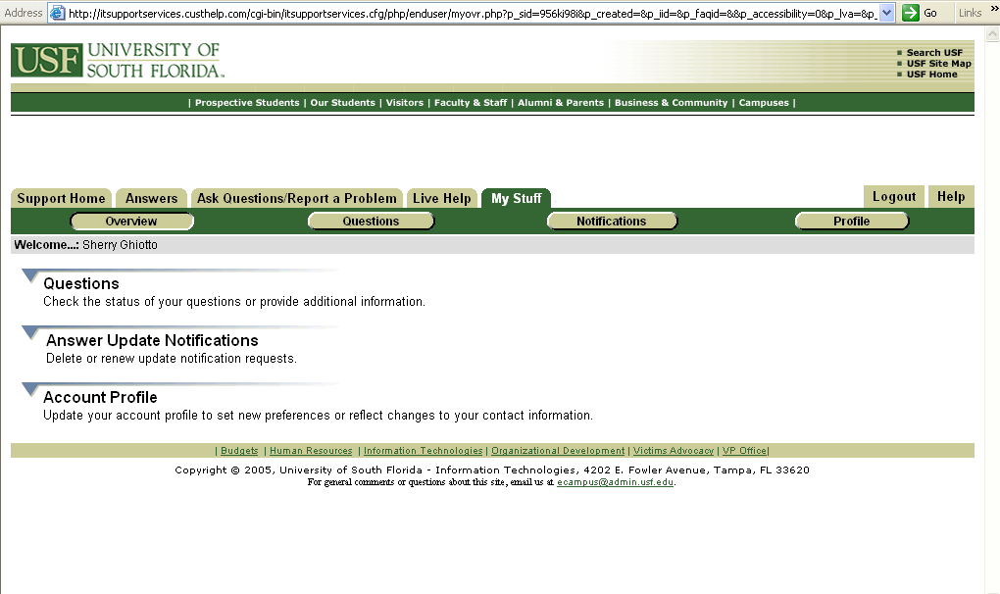 Address http://itsupportservices.custhelp.com/cgi-bin/itsupportservices.cfg/php/enduser/myovr.php?p_sid=956ki98i&p_created=&p_iid=&p_faqid=&&p_accessibility=0&p_lva=&p_ Go Links »
USF UNIVERSITY OF
SOUTH FLORIDA
Search USF
USF Site Map
USF Home
| Prospective Students | Our Students | Visitors | Faculty & Staff | Alumni & Parents | Business & Community | Campuses |
Support Home Answers Ask Questions/Report a Problem Live Help My Stuff Logout Help
Overview Questions Notifications Profile
Welcome...: Sherry Ghiotto
Questions
Check the status of your questions or provide additional information.
Answer Update Notifications
Delete or renew update notification requests.
Account Profile
Update your account profile to set new preferences or reflect changes to your contact information.
| Budgets | Human Resources | Information Technologies | Organizational Development | Victims Advocacy | VP Office|
Copyright © 2005, University of South Florida - Information Technologies, 4202 E. Fowler Avenue, Tampa, FL 33620
For general comments or questions about this site, email us at ecampus@admin.usf.edu.